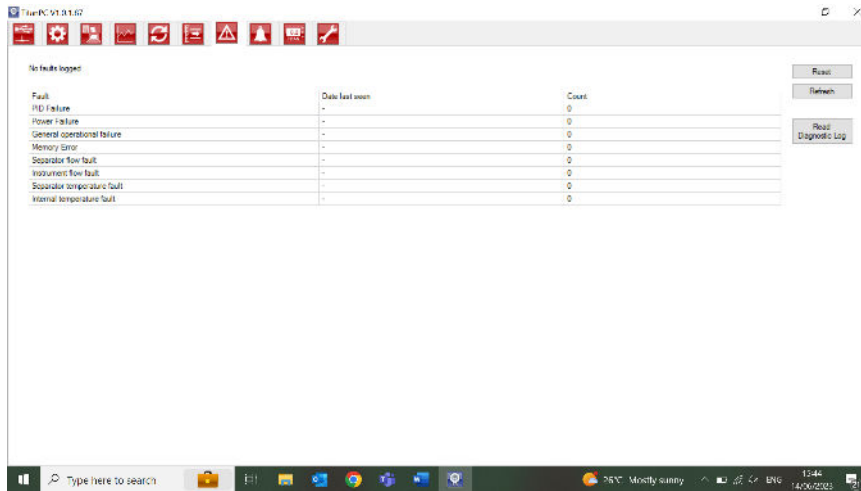 TitanPC V1.0.1.67
No faults logged
Reset
Refresh
Read
Diagnostic Log
Fault Date last seen Count
PID Failure - 0
Power Failure - 0
General operational failure - 0
Memory Error - 0
Separator flow fault - 0
Instrument flow fault - 0
Separator temperature fault - 0
Internal temperature fault - 0
Type here to search
26°C Mostly sunny
ENG
13:44
14/06/2023